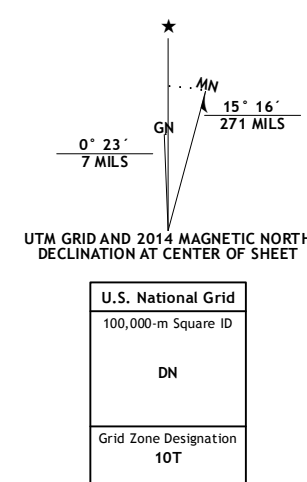 ★
MN
15° 16´
271 MILS
GN
0° 23´
7 MILS
UTM GRID AND 2014 MAGNETIC NORTH
DECLINATION AT CENTER OF SHEET
U.S. National Grid
100,000-m Square ID
DN
Grid Zone Designation
10T